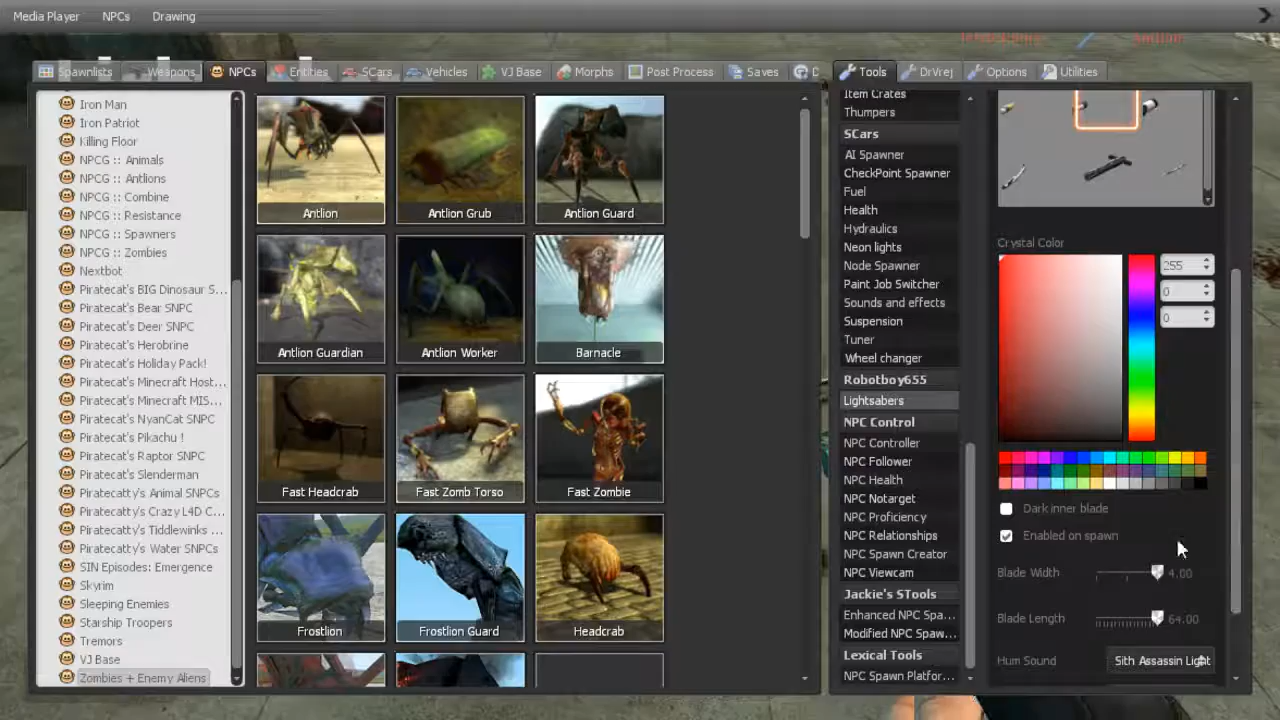 Media Player NPCs Drawing
Spawnlists Weapons NPCs Entities SCars Vehicles VJ Base Morphs Post Process Saves D
Tools DrVrej Options Utilities
Iron Man
Iron Patriot
Killing Floor
NPCG :: Animals
NPCG :: Antlions
NPCG :: Combine
NPCG :: Resistance
NPCG :: Spawners
NPCG :: Zombies
Nextbot
Piratecat's BIG Dinosaur S...
Piratecat's Bear SNPC
Piratecat's Deer SNPC
Piratecat's Herobrine
Piratecat's Holiday Pack!
Piratecat's Minecraft Host...
Piratecat's Minecraft MIS...
Piratecat's NyanCat SNPC
Piratecat's Pikachu !
Piratecat's Raptor SNPC
Piratecat's Slenderman
Piratecatty's Animal SNPCs
Piratecatty's Crazy L4D C...
Piratecatty's Tiddlewinks ...
Piratecatty's Water SNPCs
SIN Episodes: Emergence
Skyrim
Sleeping Enemies
Starship Troopers
Tremors
VJ Base
Zombies + Enemy Aliens
Antlion Antlion Grub Antlion Guard
Antlion Guardian Antlion Worker Barnacle
Fast Headcrab Fast Zomb Torso Fast Zombie
Frostlion Frostlion Guard Headcrab
Item Crates
Thumpers
SCars
AI Spawner
CheckPoint Spawner
Fuel
Health
Hydraulics
Neon lights
Node Spawner
Paint Job Switcher
Sounds and effects
Suspension
Tuner
Wheel changer
Robotboy655
Lightsabers
NPC Control
NPC Controller
NPC Follower
NPC Health
NPC Notarget
NPC Proficiency
NPC Relationships
NPC Spawn Creator
NPC Viewcam
Jackie's STools
Enhanced NPC Spa...
Modified NPC Spaw...
Lexical Tools
NPC Spawn Platfor...
Crystal Color
255
0
0
Dark inner blade
Enabled on spawn
Blade Width 4.00
Blade Length 64.00
Hum Sound Sith Assassin Light